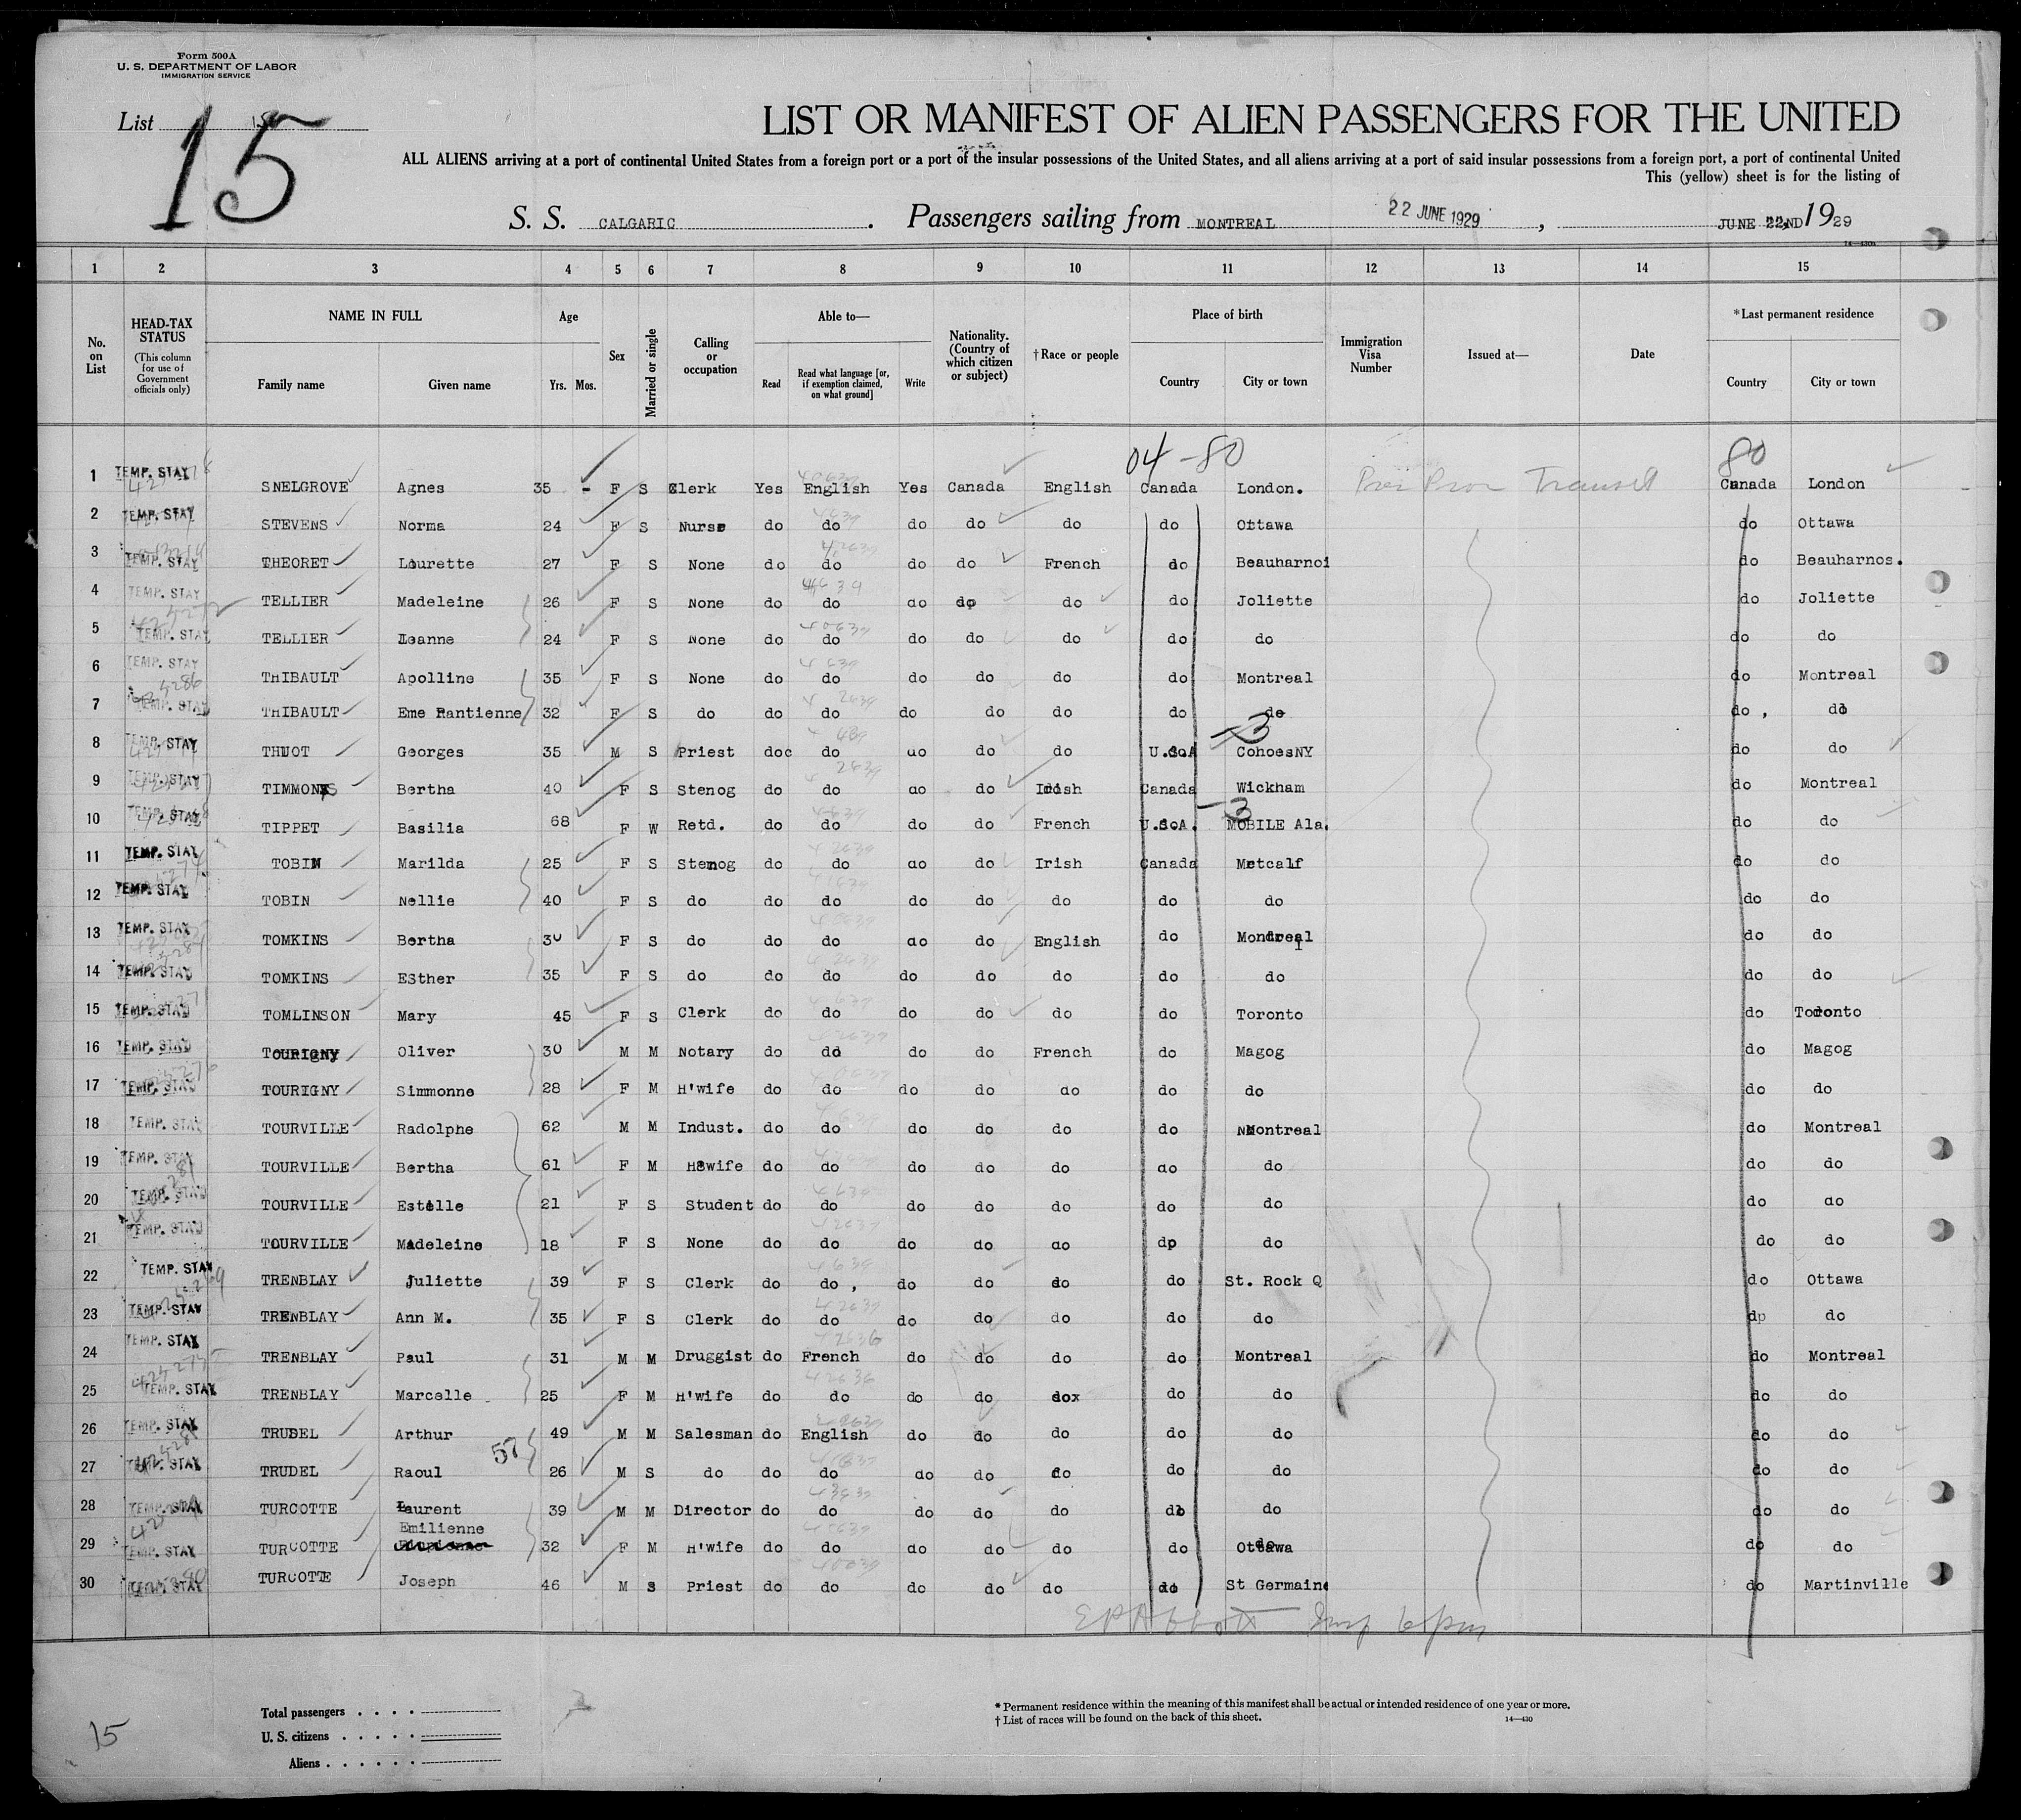 Form 500A
U. S. DEPARTMENT OF LABOR
IMMIGRATION SERVICE
List 15
15
LIST OR MANIFEST OF ALIEN PASSENGERS FOR THE UNITED
ALL ALIENS arriving at a port of continental United States from a foreign port or a port of the insular possessions of the United States, and all aliens arriving at a port of said insular possessions from a foreign port, a port of continental United
This (yellow) sheet is for the listing of
S. S. CALGARIC . Passengers sailing from MONTREAL 22 JUNE 1929 , JUNE 22ND 1929
14—430a
1 2 3 4 5 6 7 8 9 10 11 12 13 14 15
No. on List
HEAD-TAX STATUS (This column for use of Government officials only)
NAME IN FULL Family name Given name
Age Yrs. Mos.
Sex
Married or single
Calling or occupation
Able to— Read Read what language [or, if exemption claimed, on what ground] Write
Nationality. (Country of which citizen or subject)
†Race or people
Place of birth Country City or town
Immigration Visa Number
Issued at—
Date
*Last permanent residence Country City or town
04-80 80
1 TEMP. STAY SNELGROVE Agnes 35 - F S Clerk Yes English Yes Canada English Canada London. Transit Canada London
2 TEMP. STAY STEVENS Norma 24 F S Nurse do do do do do do Ottawa do Ottawa
3 TEMP. STAY THEORET Lourette 27 F S None do do do do French do Beauharnoi do Beauharnos.
4 TEMP. STAY TELLIER Madeleine 26 F S None do do do do do do Joliette do Joliette
5 TEMP. STAY TELLIER Leanne 24 F S None do do do do do do do do do
6 TEMP. STAY THIBAULT Apolline 35 F S None do do do do do do Montreal do Montreal
7 TEMP. STAY THIBAULT Eme Rantienne 32 F S do do do do do do do do do , do
8 TEMP. STAY THUOT Georges 35 M S Priest doc do do do do U.S.A CohoesNY do do
9 TEMP. STAY TIMMONS Bertha 40 F S Stenog do do do do Irish Canada Wickham do Montreal
10 TEMP. STAY TIPPET Basilia 68 F W Retd. do do do do French U.S.A. MOBILE Ala. do do
11 TEMP. STAY TOBIN Marilda 25 F S Stenog do do do do Irish Canada Metcalf do do
12 TEMP. STAY TOBIN Nellie 40 F S do do do do do do do do do do
13 TEMP. STAY TOMKINS Bertha 30 F S do do do do do English do Montreal do do
14 TEMP. STAY TOMKINS ESther 35 F S do do do do do do do do do do
15 TEMP. STAY TOMLINSON Mary 45 F S Clerk do do do do do do Toronto do Toronto
16 TEMP. STAY TOURIGNY Oliver 30 M M Notary do do do do French do Magog do Magog
17 TEMP. STAY TOURIGNY Simmonne 28 F M H'wife do do do do do do do do do
18 TEMP. STAY TOURVILLE Radolphe 62 M M Indust. do do do do do do Montreal do Montreal
19 TEMP. STAY TOURVILLE Bertha 61 F M H'wife do do do do do do do do do
20 TEMP. STAY TOURVILLE Estelle 21 F S Student do do do do do do do do do
21 TEMP. STAY TOURVILLE Madeleine 18 F S None do do do do do dp do do do
22 TEMP. STAY TRENBLAY Juliette 39 F S Clerk do do , do do do do St. Rock Q do Ottawa
23 TEMP. STAY TRENBLAY Ann M. 35 F S Clerk do do do do do do do dp do
24 TEMP. STAY TRENBLAY Paul 31 M M Druggist do French do do do do Montreal do Montreal
25 TEMP. STAY TRENBLAY Marcelle 25 F M H'wife do do do do dox do do do do
26 TEMP. STAY TRUDEL Arthur 49 M M Salesman do English do do do do do do do
27 TEMP. STAY TRUDEL Raoul 57 26 M S do do do do do do do do do do
28 TEMP. STAY TURCOTTE Laurent 39 M M Director do do do do do do do do do
Emilienne
29 TEMP. STAY TURCOTTE 32 F M H'wife do do do do do do Ottawa do do
30 TEMP. STAY TURCOTTE Joseph 46 M S Priest do do do do do do St Germaine do Martinville
Total passengers
U. S. citizens
Aliens
15
* Permanent residence within the meaning of this manifest shall be actual or intended residence of one year or more.
† List of races will be found on the back of this sheet.
14—430